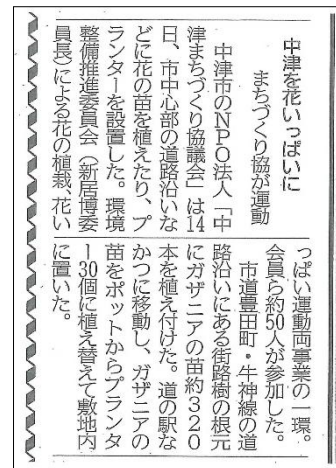 中津を花いっぱいに
まちづくり協が運動
中津市のNPO法人「中
津まちづくり協議会」は14
日、市中心部の道路沿いな
どに花の苗を植えたり、プ
ランターを設置した。環境
整備推進委員会（新居博委
員長）による花の植栽、花い
っぱい運動両事業の一環。
会員ら約50人が参加した。
市道豊田町・牛神線の道
路沿いにある街路樹の根元
にガザニアの苗約320
本を植え付けた。道の駅な
かつに移動し、ガザニアの
苗をポットからプランタ
ー30個に植え替えて敷地内
に置いた。